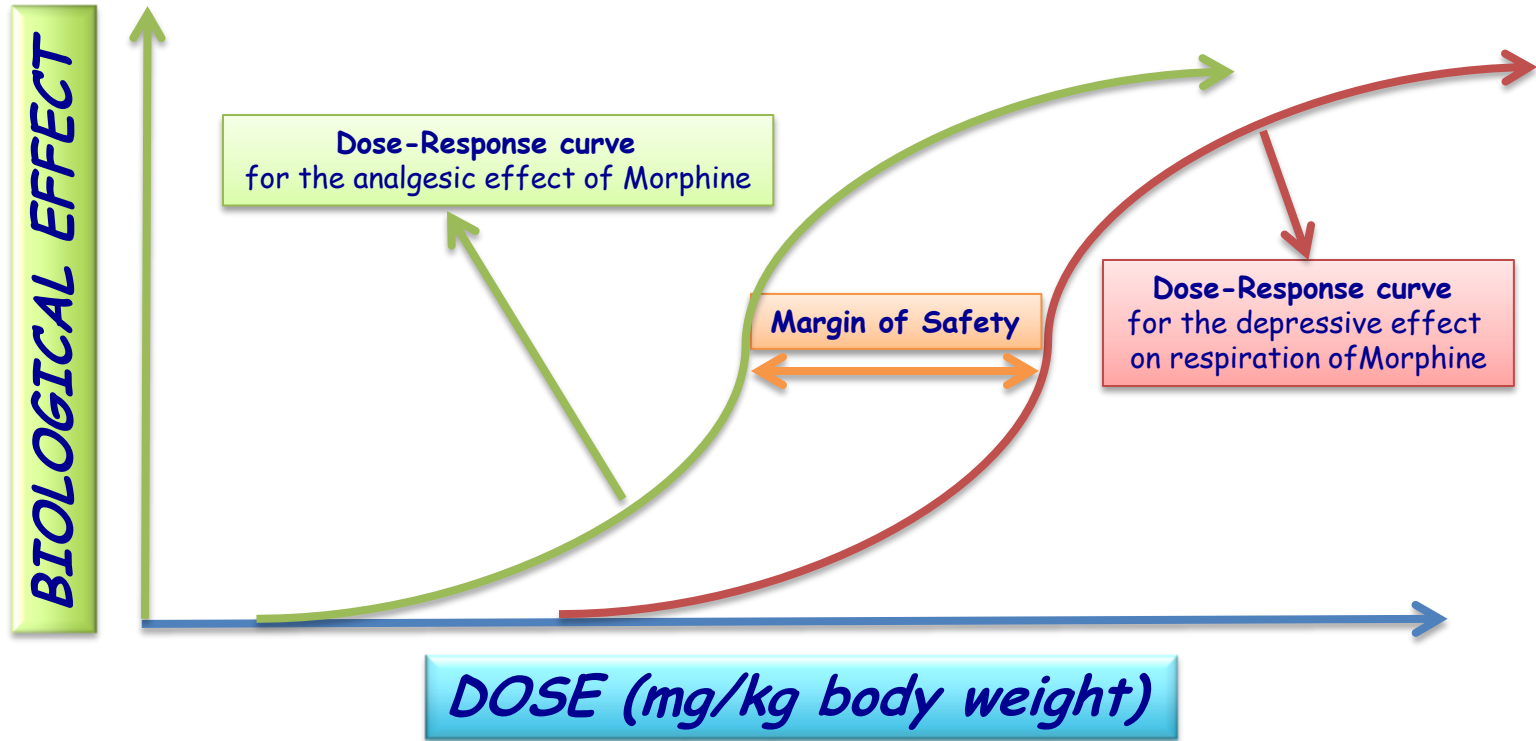 BIOLOGICAL EFFECT
Dose-Response curve
for the analgesic effect of Morphine
Margin of Safety
Dose-Response curve
for the depressive effect
on respiration ofMorphine
DOSE (mg/kg body weight)